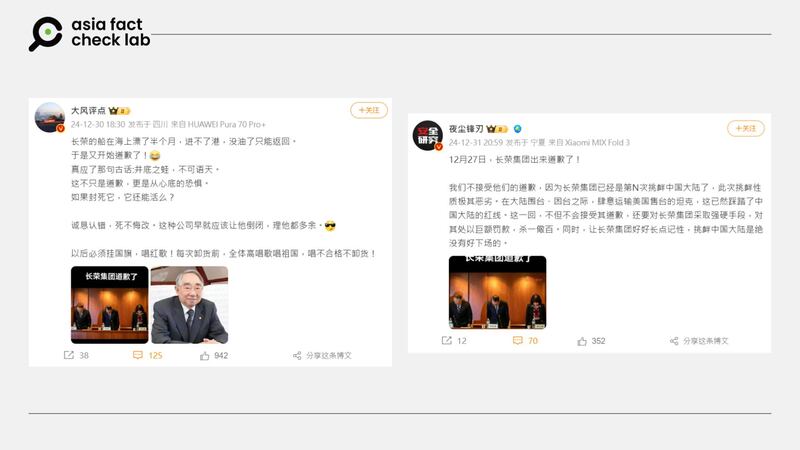 asia fact
check lab
大风评点
24-12-30 18:30 发布于 四川 来自 HUAWEI Pura 70 Pro+
+关注
长荣的船在海上漂了半个月，进不了港，没油了只能返回。
于是又开始道歉了！😂
真应了那句古话:井底之蛙，不可语天。
这不只是道歉，更是从心底的恐惧。
如果封死它，它还能活么？
诚恳认错，死不悔改。这种公司早就应该让他倒闭，理他都多余。😎
以后必须挂国旗，唱红歌！每次卸货前，全体高唱歌唱祖国，唱不合格不卸货！
长荣集团道歉了
38
125
942
分享这条博文
安全
研究
夜尘锋刃
24-12-31 20:59 发布于 宁夏 来自 Xiaomi MIX Fold 3
+关注
12月27日，长荣集团出来道歉了！
我们不接受他们的道歉，因为长荣集团已经是第N次挑衅中国大陆了，此次挑衅性
质极其恶劣。在大陆围台、困台之际，肆意运输美国售台的坦克，这已然踩踏了中
国大陆的红线。这一回，不但不会接受其道歉，还要对长荣集团采取强硬手段，对
其处以巨额罚款，杀一儆百。同时，让长荣集团好好长点记性，挑衅中国大陆是绝
没有好下场的。
长荣集团道歉了
12
70
352
分享这条博文